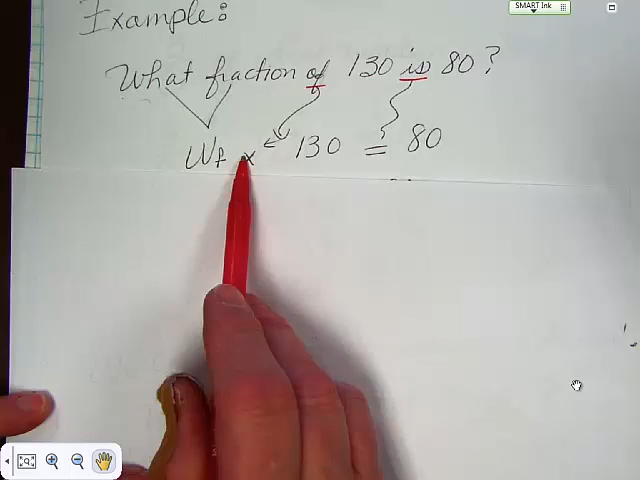 SMART Ink
Example:
What fraction of 130 is 80?
Wf × 130 = 80